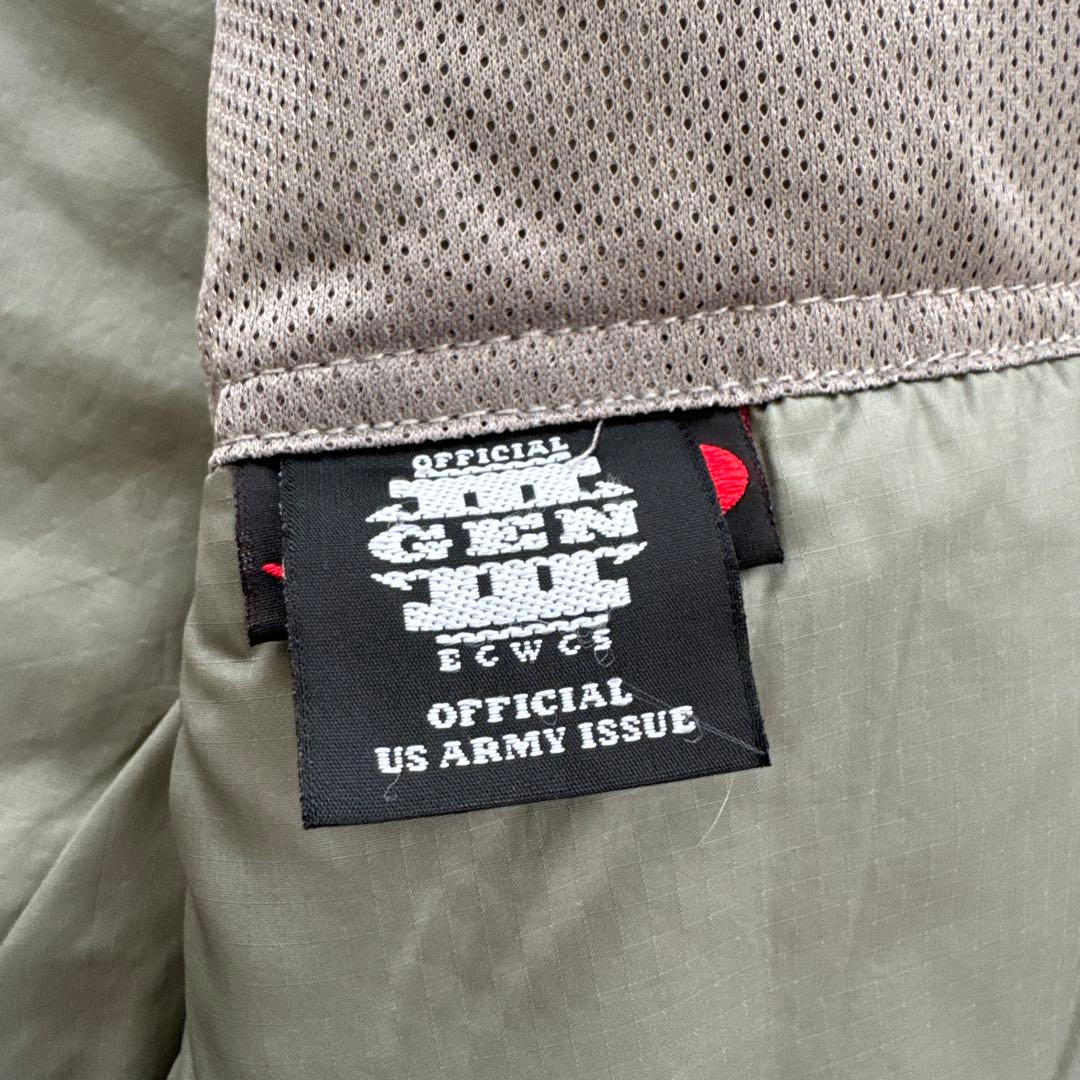 OFFICIAL
III
GEN
III
ECWCS
OFFICIAL
US ARMY ISSUE